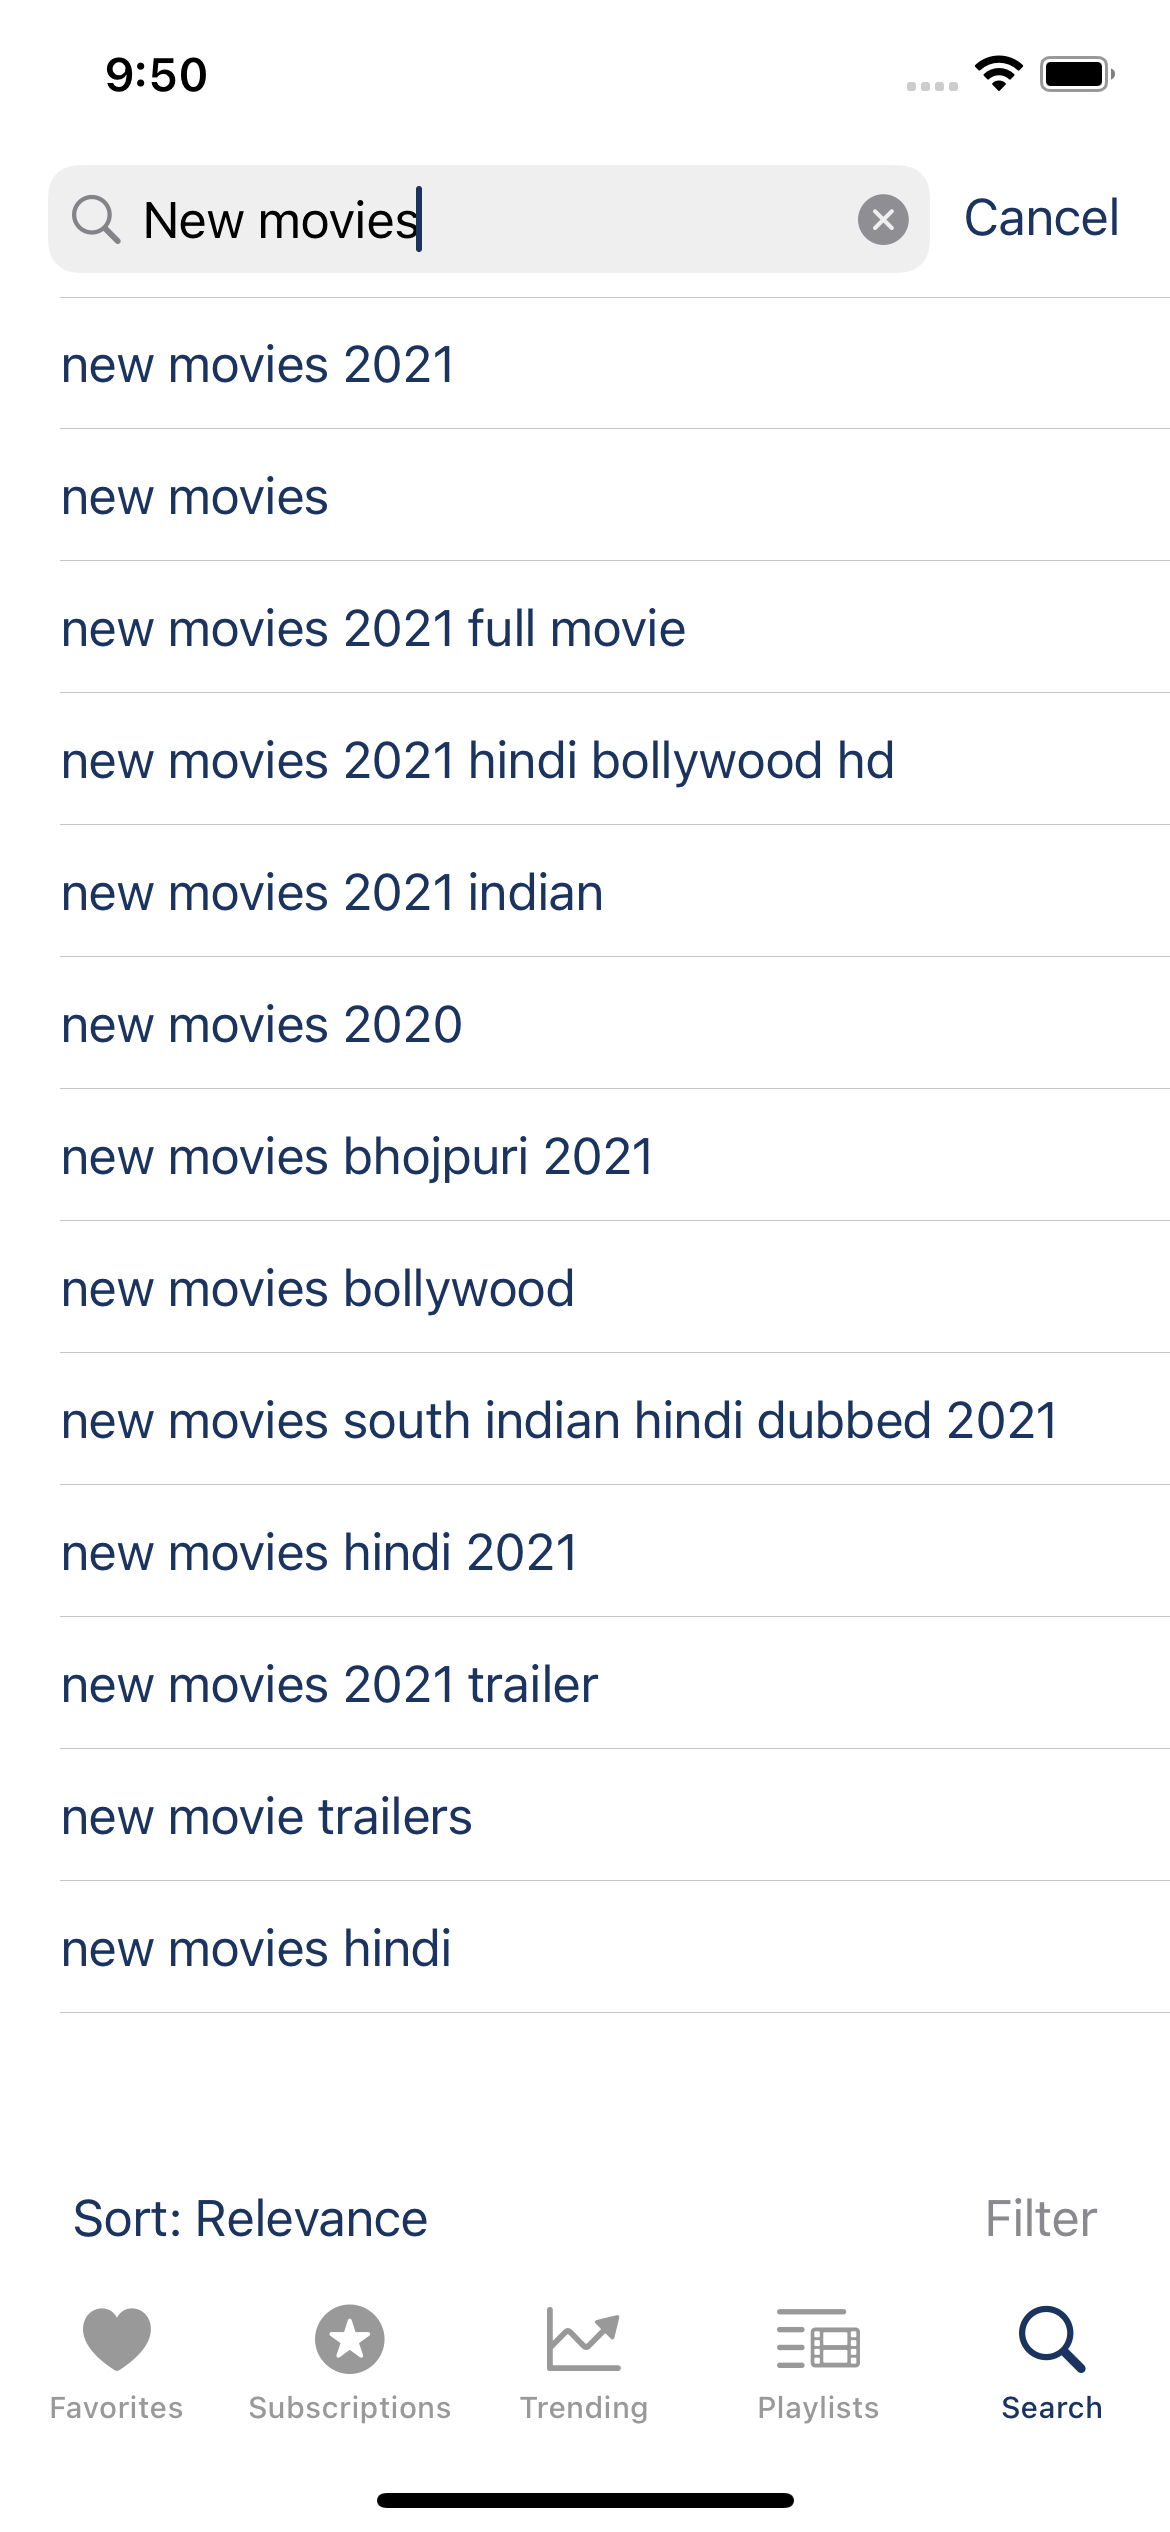 9:50
New movies
Cancel
new movies 2021
new movies
new movies 2021 full movie
new movies 2021 hindi bollywood hd
new movies 2021 indian
new movies 2020
new movies bhojpuri 2021
new movies bollywood
new movies south indian hindi dubbed 2021
new movies hindi 2021
new movies 2021 trailer
new movie trailers
new movies hindi
Sort: Relevance
Filter
Favorites
Subscriptions
Trending
Playlists
Search